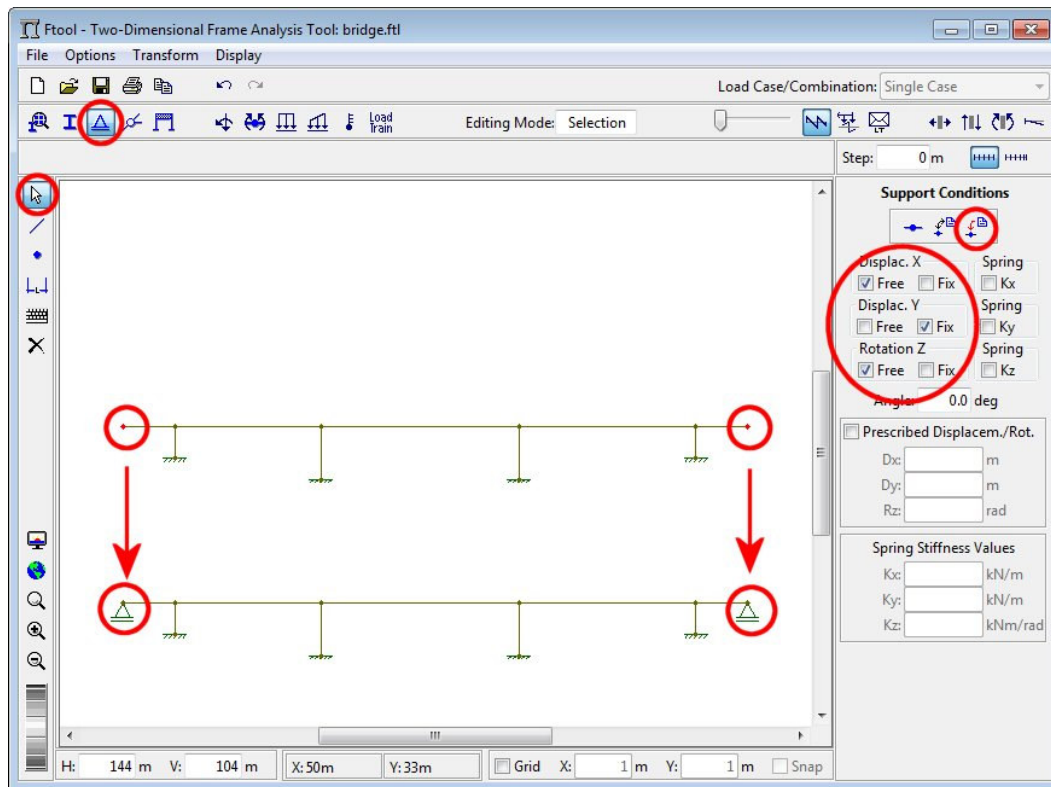 Ftool - Two-Dimensional Frame Analysis Tool: bridge.ftl
File Options Transform Display
Load Case/Combination: Single Case
Load Train Editing Mode: Selection LT
Step: 0 m
Support Conditions
Displac. X Spring
Free Fix Kx
Displac. Y Spring
Free Fix Ky
Rotation Z Spring
Free Fix Kz
Angle: 0.0 deg
Prescribed Displacem./Rot.
Dx: m
Dy: m
Rz: rad
Spring Stiffness Values
Kx: kN/m
Ky: kN/m
Kz: kNm/rad
H: 144 m V: 104 m X: 50m Y: 33m Grid X: 1 m Y: 1 m Snap